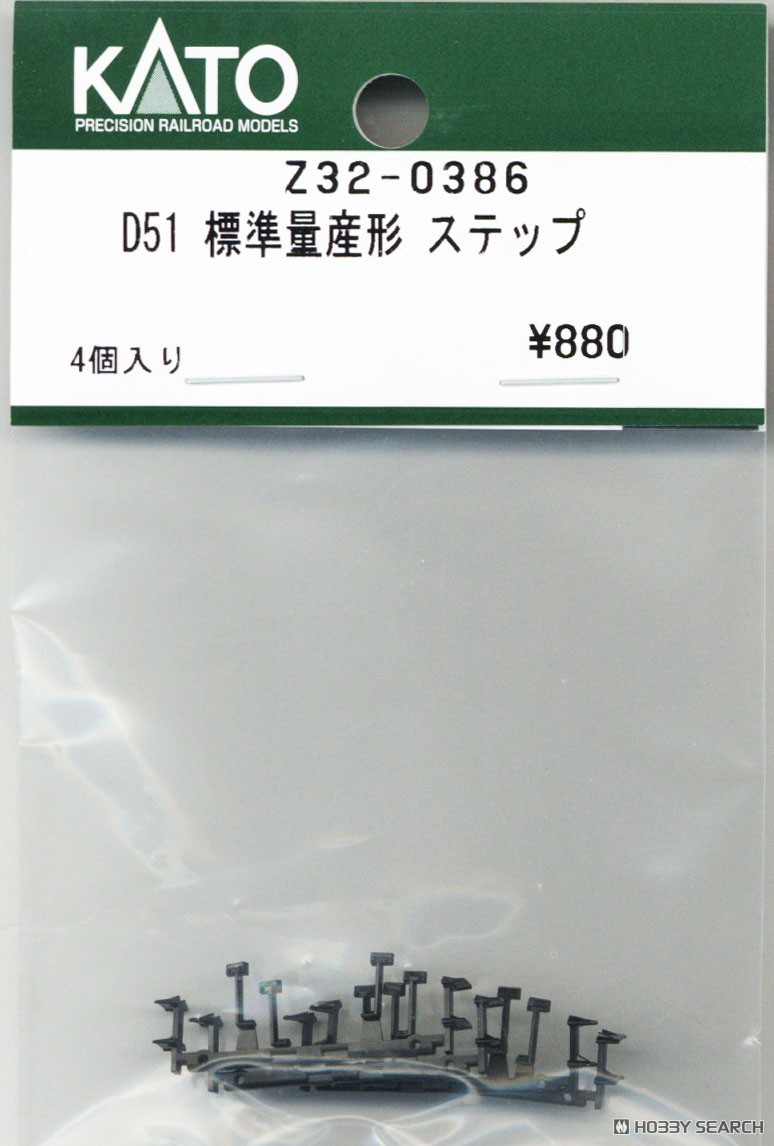 KATO
PRECISION RAILROAD MODELS
Z32-0386
D51 標準量産形 ステップ
¥880
4個入り
HOBBY SEARCH